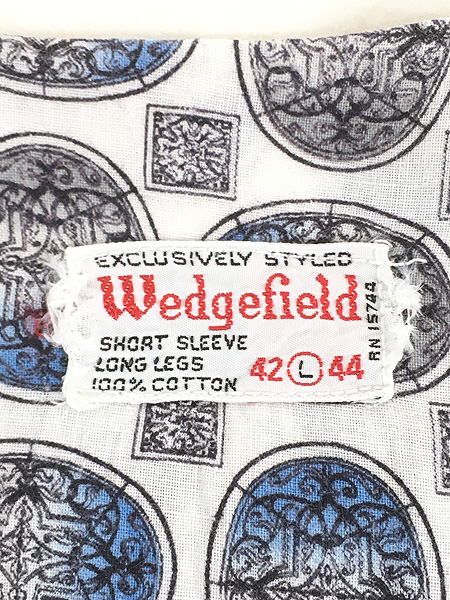 EXCLUSIVELY STYLED
Wedgefield
RN 15744
SHORT SLEEVE
LONG LEGS
100% COTTON
42 L 44